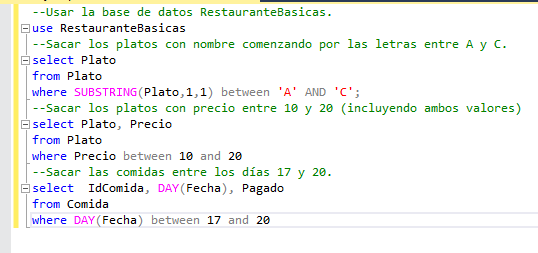 --Usar la base de datos RestauranteBasicas.
use RestauranteBasicas
--Sacar los platos con nombre comenzando por las letras entre A y C.
select Plato
from Plato
where SUBSTRING(Plato,1,1) between 'A' AND 'C';
--Sacar los platos con precio entre 10 y 20 (incluyendo ambos valores)
select Plato, Precio
from Plato
where Precio between 10 and 20
--Sacar las comidas entre los días 17 y 20.
select  IdComida, DAY(Fecha), Pagado
from Comida
where DAY(Fecha) between 17 and 20